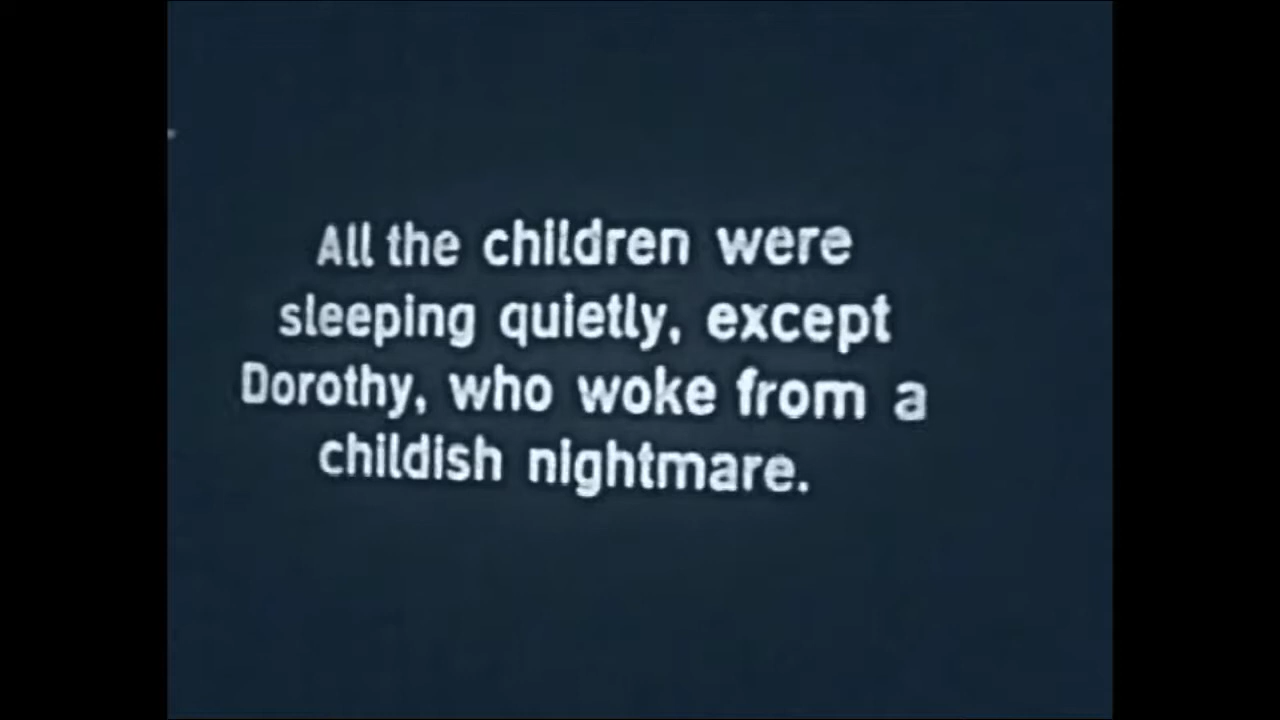 All the children were
sleeping quietly, except
Dorothy, who woke from a
childish nightmare.